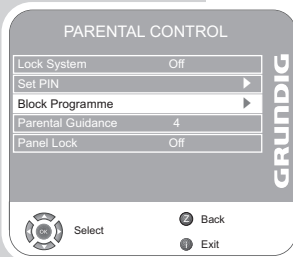 PARENTAL CONTROL
Lock System Off
Set PIN
Block Programme
Parental Guidance 4
Panel Lock Off
GRUNDIG
OK Select
Z Back
i Exit